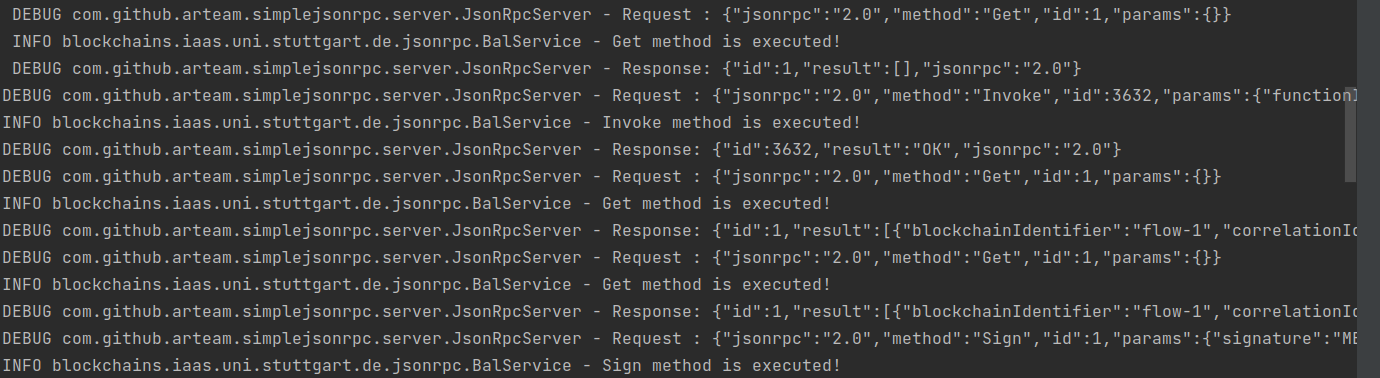 DEBUG com.github.arteam.simplejsonrpc.server.JsonRpcServer - Request : {"jsonrpc":"2.0","method":"Get","id":1,"params":{}}
INFO blockchains.iaas.uni.stuttgart.de.jsonrpc.BalService - Get method is executed!
DEBUG com.github.arteam.simplejsonrpc.server.JsonRpcServer - Response: {"id":1,"result":[],"jsonrpc":"2.0"}
DEBUG com.github.arteam.simplejsonrpc.server.JsonRpcServer - Request : {"jsonrpc":"2.0","method":"Invoke","id":3632,"params":{"functionI
INFO blockchains.iaas.uni.stuttgart.de.jsonrpc.BalService - Invoke method is executed!
DEBUG com.github.arteam.simplejsonrpc.server.JsonRpcServer - Response: {"id":3632,"result":"OK","jsonrpc":"2.0"}
DEBUG com.github.arteam.simplejsonrpc.server.JsonRpcServer - Request : {"jsonrpc":"2.0","method":"Get","id":1,"params":{}}
INFO blockchains.iaas.uni.stuttgart.de.jsonrpc.BalService - Get method is executed!
DEBUG com.github.arteam.simplejsonrpc.server.JsonRpcServer - Response: {"id":1,"result":[{"blockchainIdentifier":"flow-1","correlationId
DEBUG com.github.arteam.simplejsonrpc.server.JsonRpcServer - Request : {"jsonrpc":"2.0","method":"Get","id":1,"params":{}}
INFO blockchains.iaas.uni.stuttgart.de.jsonrpc.BalService - Get method is executed!
DEBUG com.github.arteam.simplejsonrpc.server.JsonRpcServer - Response: {"id":1,"result":[{"blockchainIdentifier":"flow-1","correlationId
DEBUG com.github.arteam.simplejsonrpc.server.JsonRpcServer - Request : {"jsonrpc":"2.0","method":"Sign","id":1,"params":{"signature":"ME
INFO blockchains.iaas.uni.stuttgart.de.jsonrpc.BalService - Sign method is executed!